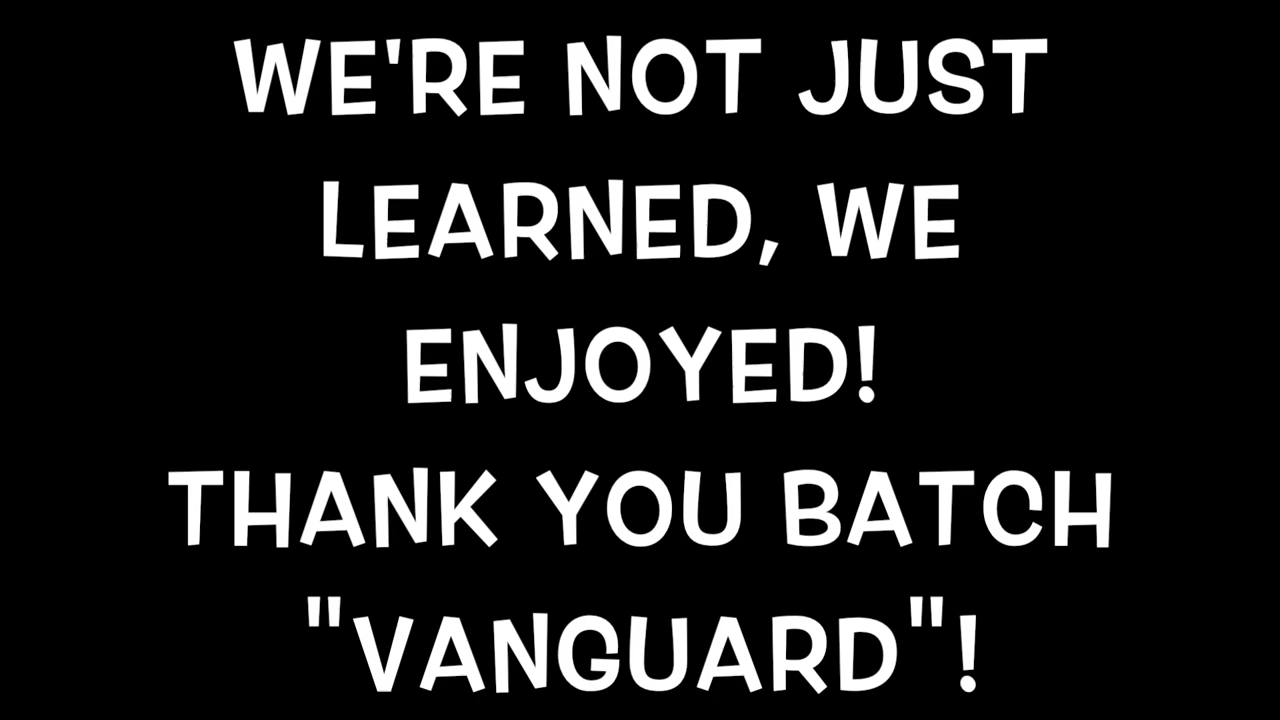 WE'RE NOT JUST
LEARNED, WE
ENJOYED!
THANK YOU BATCH
"VANGUARD"!